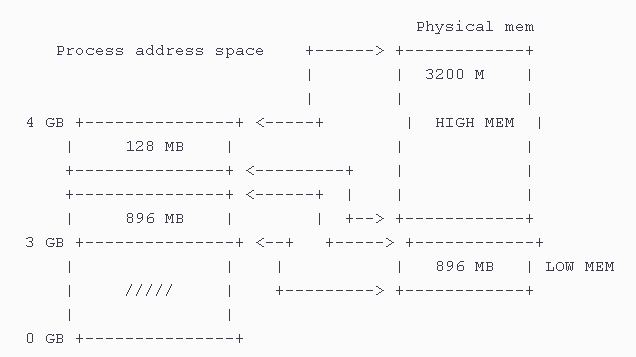 Physical mem
   Process address space    +------> +------------+
                            |        |  3200 M    |
                            |        |            |
4 GB +---------------+ <-----+         |  HIGH MEM  |
    |     128 MB    |                |            |
    +---------------+ <---------+    |            |
    +---------------+ <------+  |    |            |
    |     896 MB    |        |  +--> +------------+
3 GB +---------------+ <--+   +-----> +------------+
    |               |    |           |   896 MB   | LOW MEM
    |     /////     |    +---------> +------------+
    |               |
0 GB +---------------+